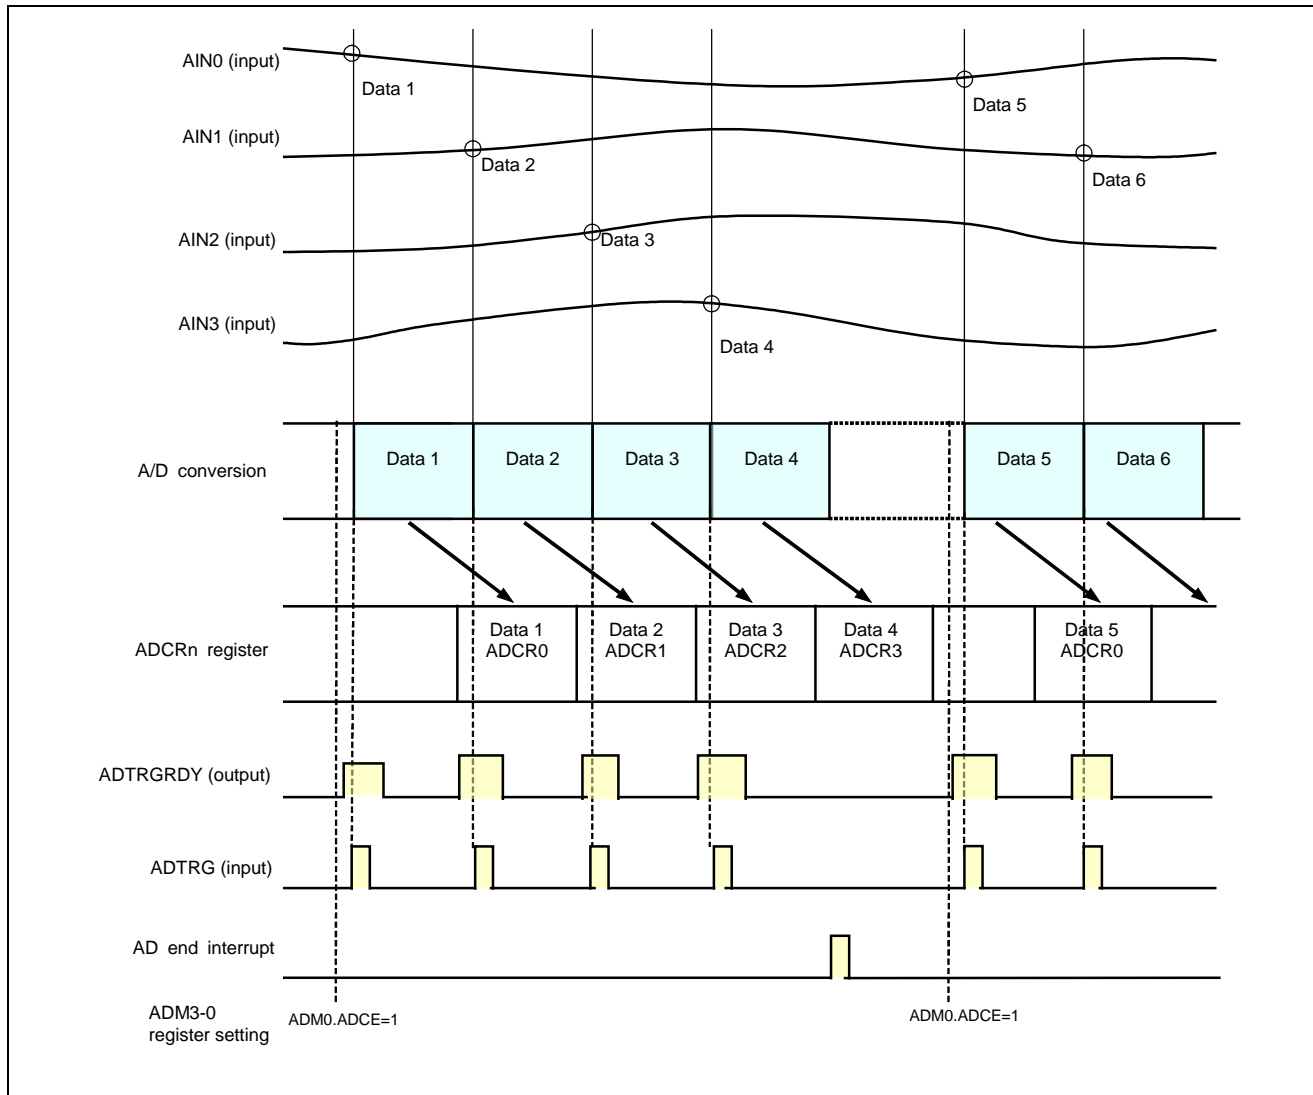 AIN0 (input)
Data 1
Data 5
AIN1 (input)
Data 2
Data 6
AIN2 (input)
Data 3
AIN3 (input)
Data 4
A/D conversion
Data 1
Data 2
Data 3
Data 4
Data 5
Data 6
ADCRn register
Data 1
ADCR0
Data 2
ADCR1
Data 3
ADCR2
Data 4
ADCR3
Data 5
ADCR0
ADTRGRDY (output)
ADTRG (input)
AD end interrupt
ADM3-0
register setting
ADM0.ADCE=1
ADM0.ADCE=1